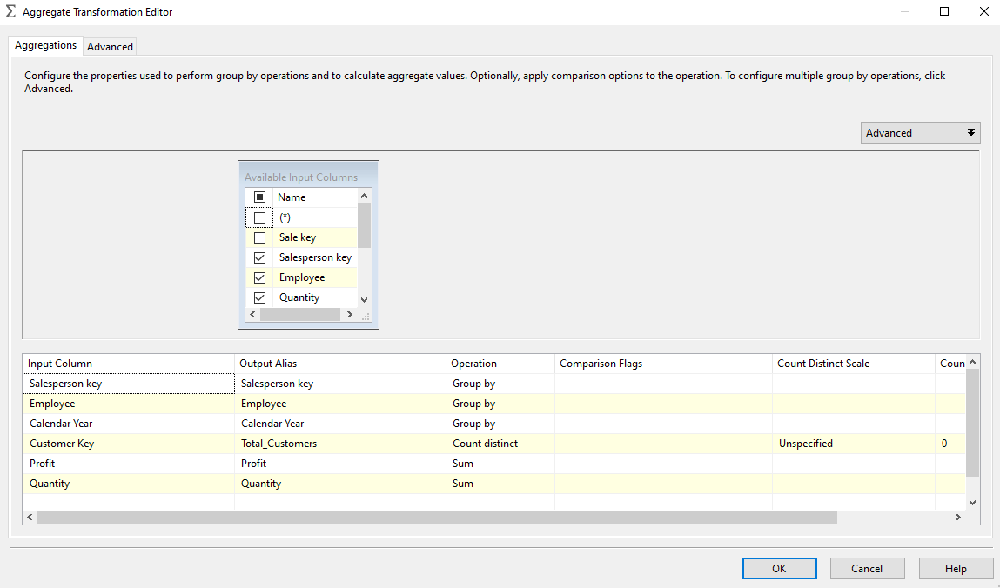 Aggregate Transformation Editor
Aggregations Advanced
Configure the properties used to perform group by operations and to calculate aggregate values. Optionally, apply comparison options to the operation. To configure multiple group by operations, click
Advanced.
Advanced
Available Input Columns
Name
(*)
Sale key
Salesperson key
Employee
Quantity
Input Column Output Alias Operation Comparison Flags Count Distinct Scale Coun
Salesperson key Salesperson key Group by
Employee Employee Group by
Calendar Year Calendar Year Group by
Customer Key Total_Customers Count distinct Unspecified 0
Profit Profit Sum
Quantity Quantity Sum
OK Cancel Help